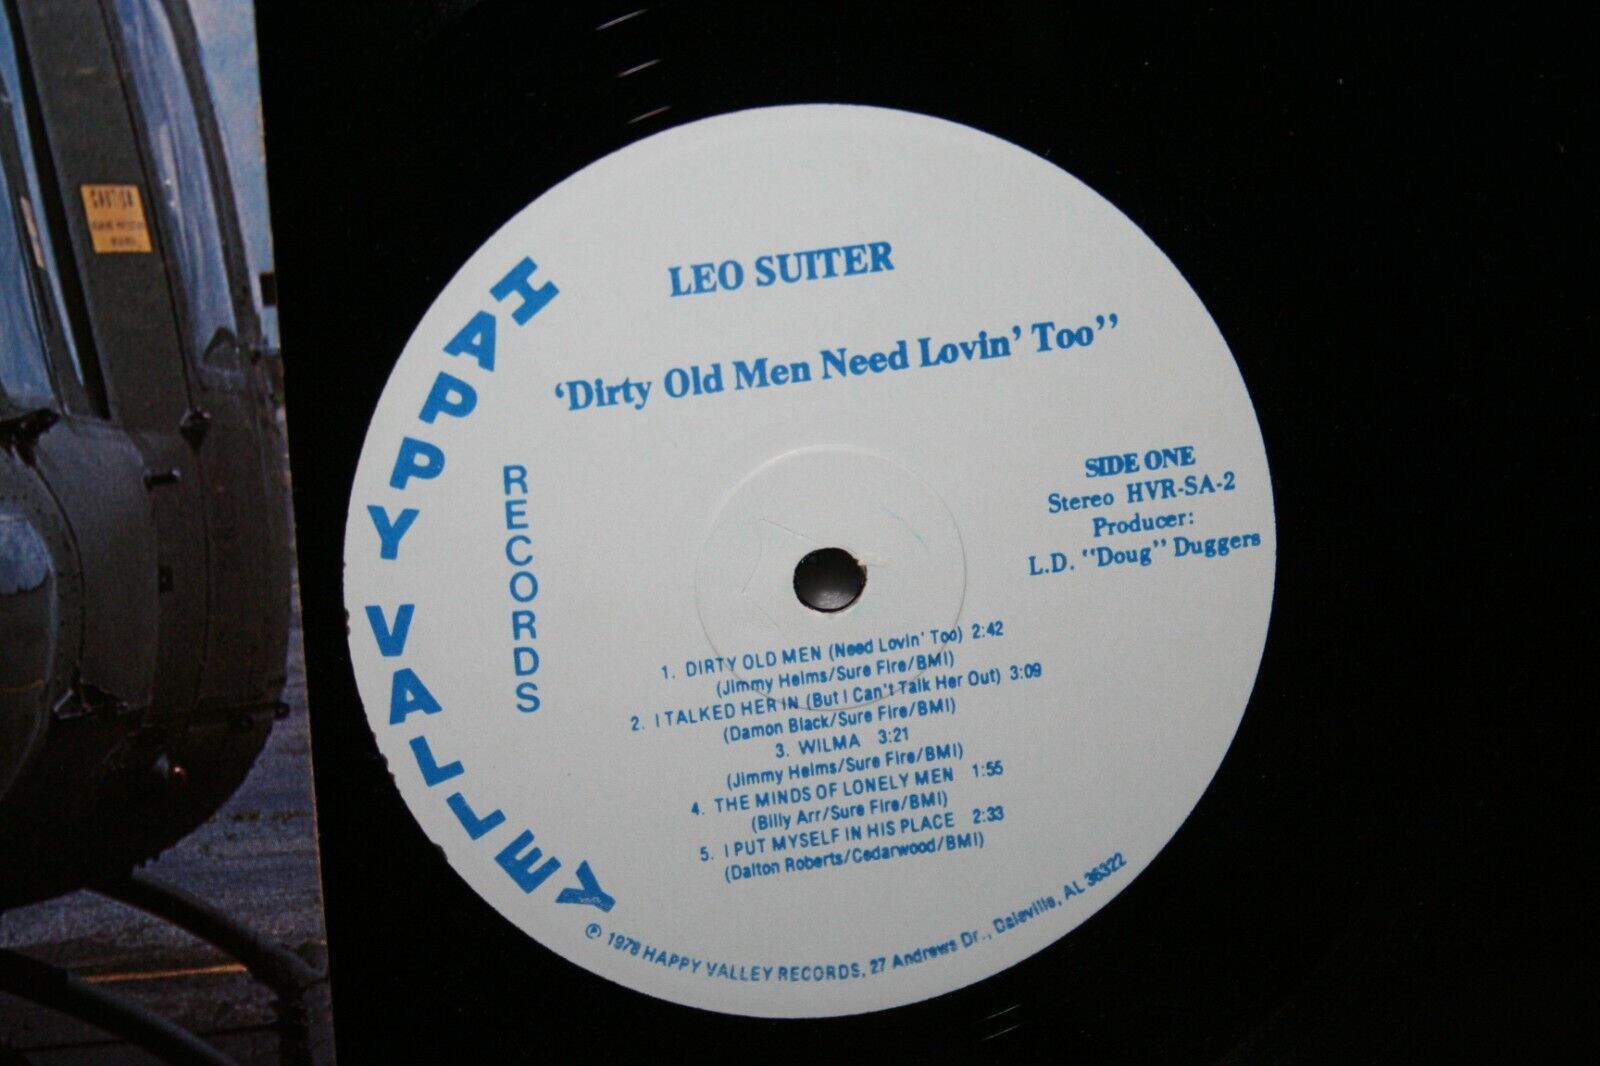 CAUTION
HAPPY VALLEY
RECORDS
LEO SUITER
‘Dirty Old Men Need Lovin’ Too”
SIDE ONE
Stereo HVR-SA-2
Producer:
L.D. "Doug” Duggers
1. DIRTY OLD MEN (Need Lovin' Too) 2:42
(Jimmy Helms/Sure Fire/BMI)
2. I TALKED HER IN (But I Can't Talk Her Out) 3:09
(Damon Black/Sure Fire/BMI)
3. WILMA 3:21
(Jimmy Helms/Sure Fire/BMI)
4. THE MINDS OF LONELY MEN 1:55
(Billy Arr/Sure Fire/BMI)
5. I PUT MYSELF IN HIS PLACE 2:33
(Dalton Roberts/Cedarwood/BMI)
℗ 1978 HAPPY VALLEY RECORDS, 27 Andrews Dr., Daleville, AL 36322